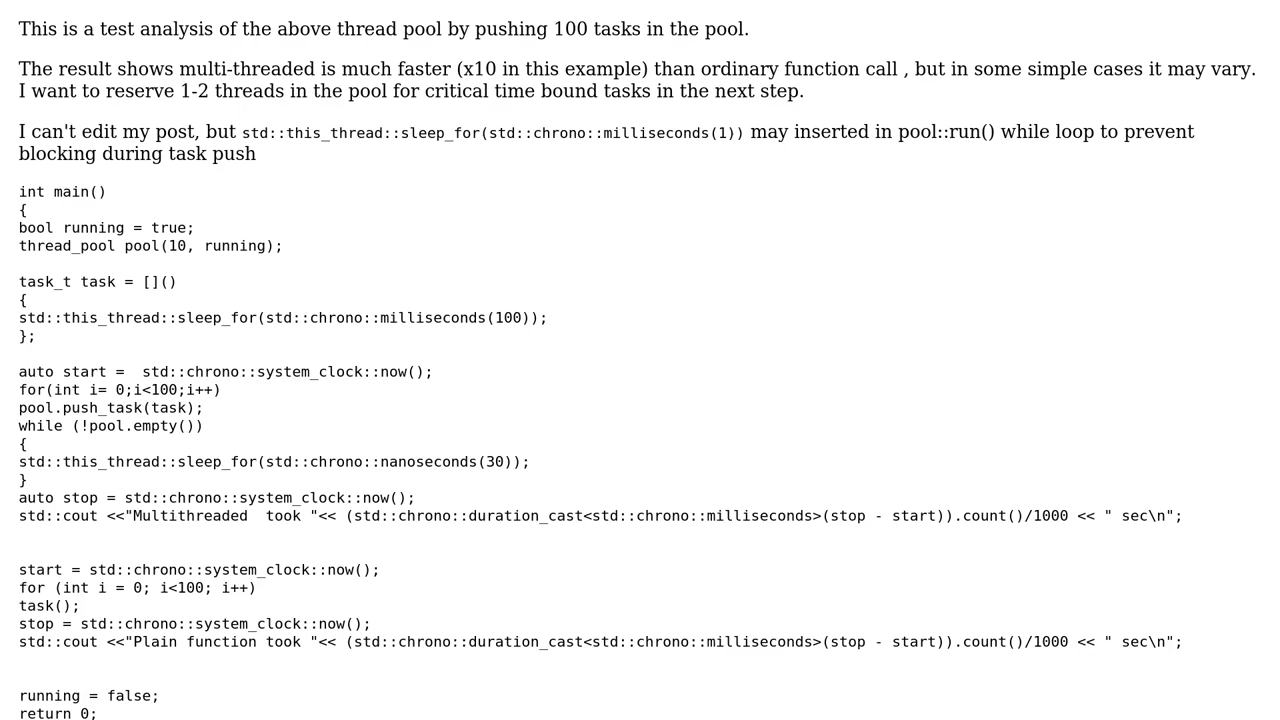 This is a test analysis of the above thread pool by pushing 100 tasks in the pool.
The result shows multi-threaded is much faster (x10 in this example) than ordinary function call , but in some simple cases it may vary.
I want to reserve 1-2 threads in the pool for critical time bound tasks in the next step.
I can't edit my post, but std::this_thread::sleep_for(std::chrono::milliseconds(1)) may inserted in pool::run() while loop to prevent
blocking during task push
int main()
{
bool running = true;
thread_pool pool(10, running);
task_t task = []()
{
std::this_thread::sleep_for(std::chrono::milliseconds(100));
};
auto start =  std::chrono::system_clock::now();
for(int i= 0;i<100;i++)
pool.push_task(task);
while (!pool.empty())
{
std::this_thread::sleep_for(std::chrono::nanoseconds(30));
}
auto stop = std::chrono::system_clock::now();
std::cout <<"Multithreaded  took "<< (std::chrono::duration_cast<std::chrono::milliseconds>(stop - start)).count()/1000 << " sec\n";
start = std::chrono::system_clock::now();
for (int i = 0; i<100; i++)
task();
stop = std::chrono::system_clock::now();
std::cout <<"Plain function took "<< (std::chrono::duration_cast<std::chrono::milliseconds>(stop - start)).count()/1000 << " sec\n";
running = false;
return 0;